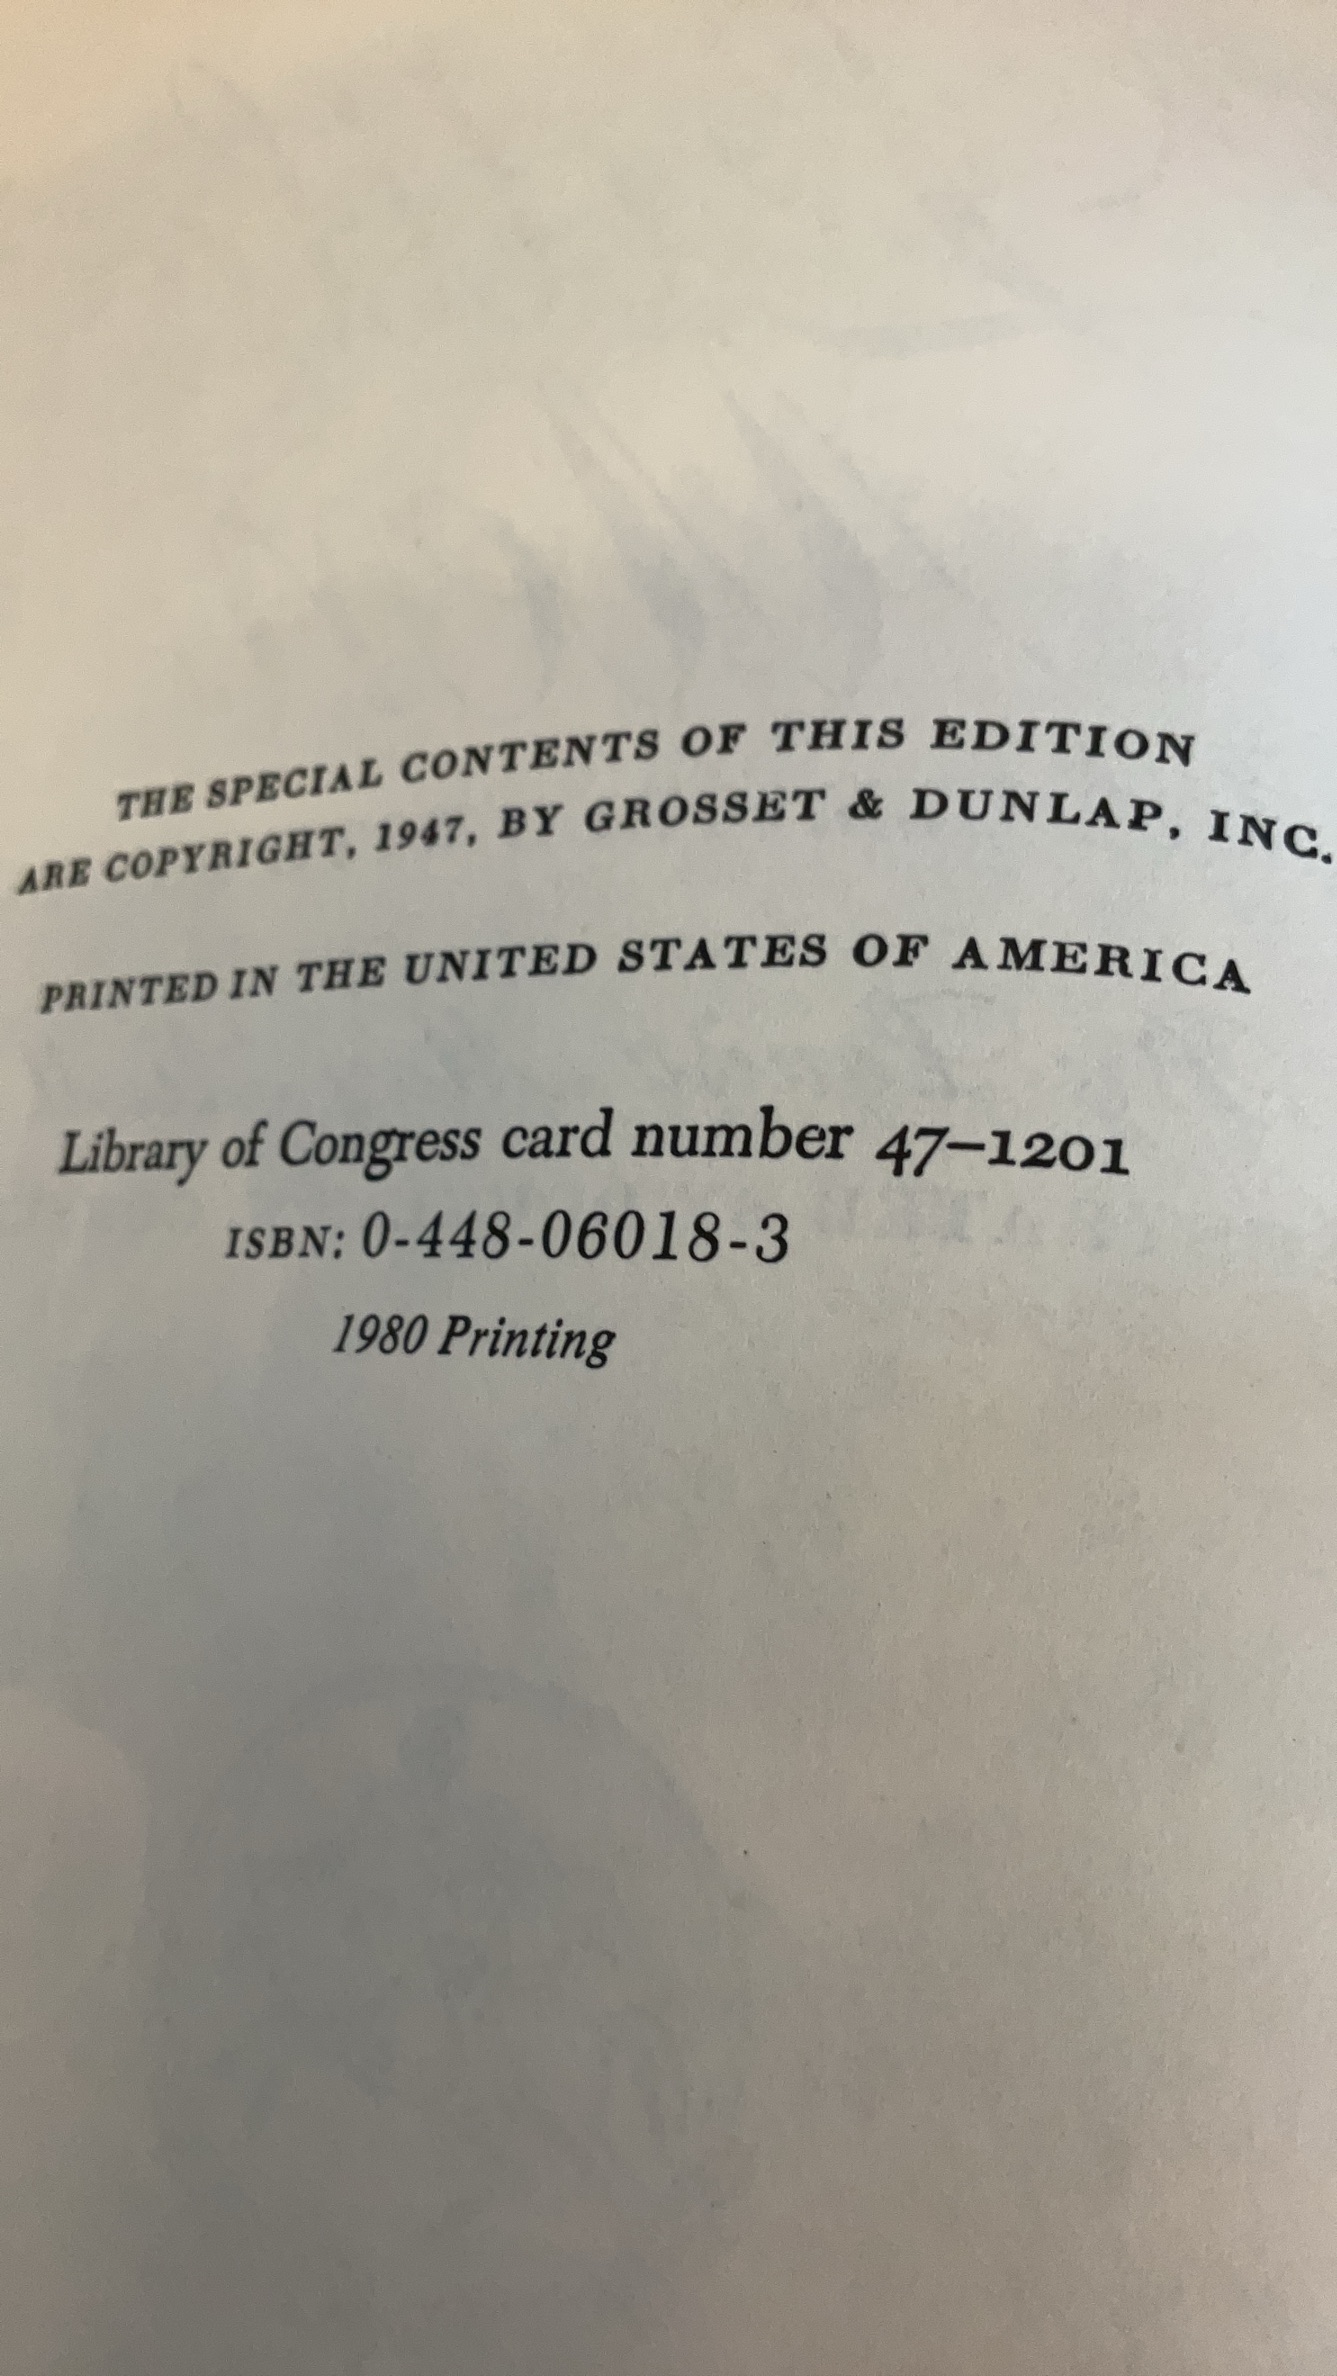 THE SPECIAL CONTENTS OF THIS EDITION
ARE COPYRIGHT, 1947, BY GROSSET & DUNLAP, INC.
PRINTED IN THE UNITED STATES OF AMERICA
Library of Congress card number 47–1201
ISBN: 0-448-06018-3
1980 Printing